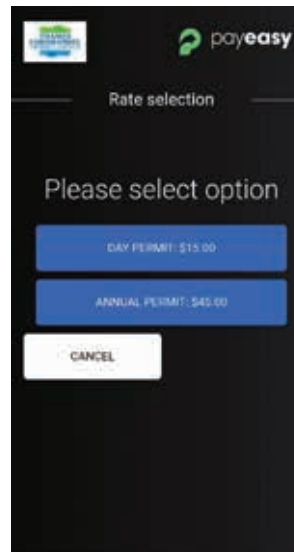 payeasy
Rate selection
Please select option
DAY PERMIT: $15.00
ANNUAL PERMIT: $45.00
CANCEL